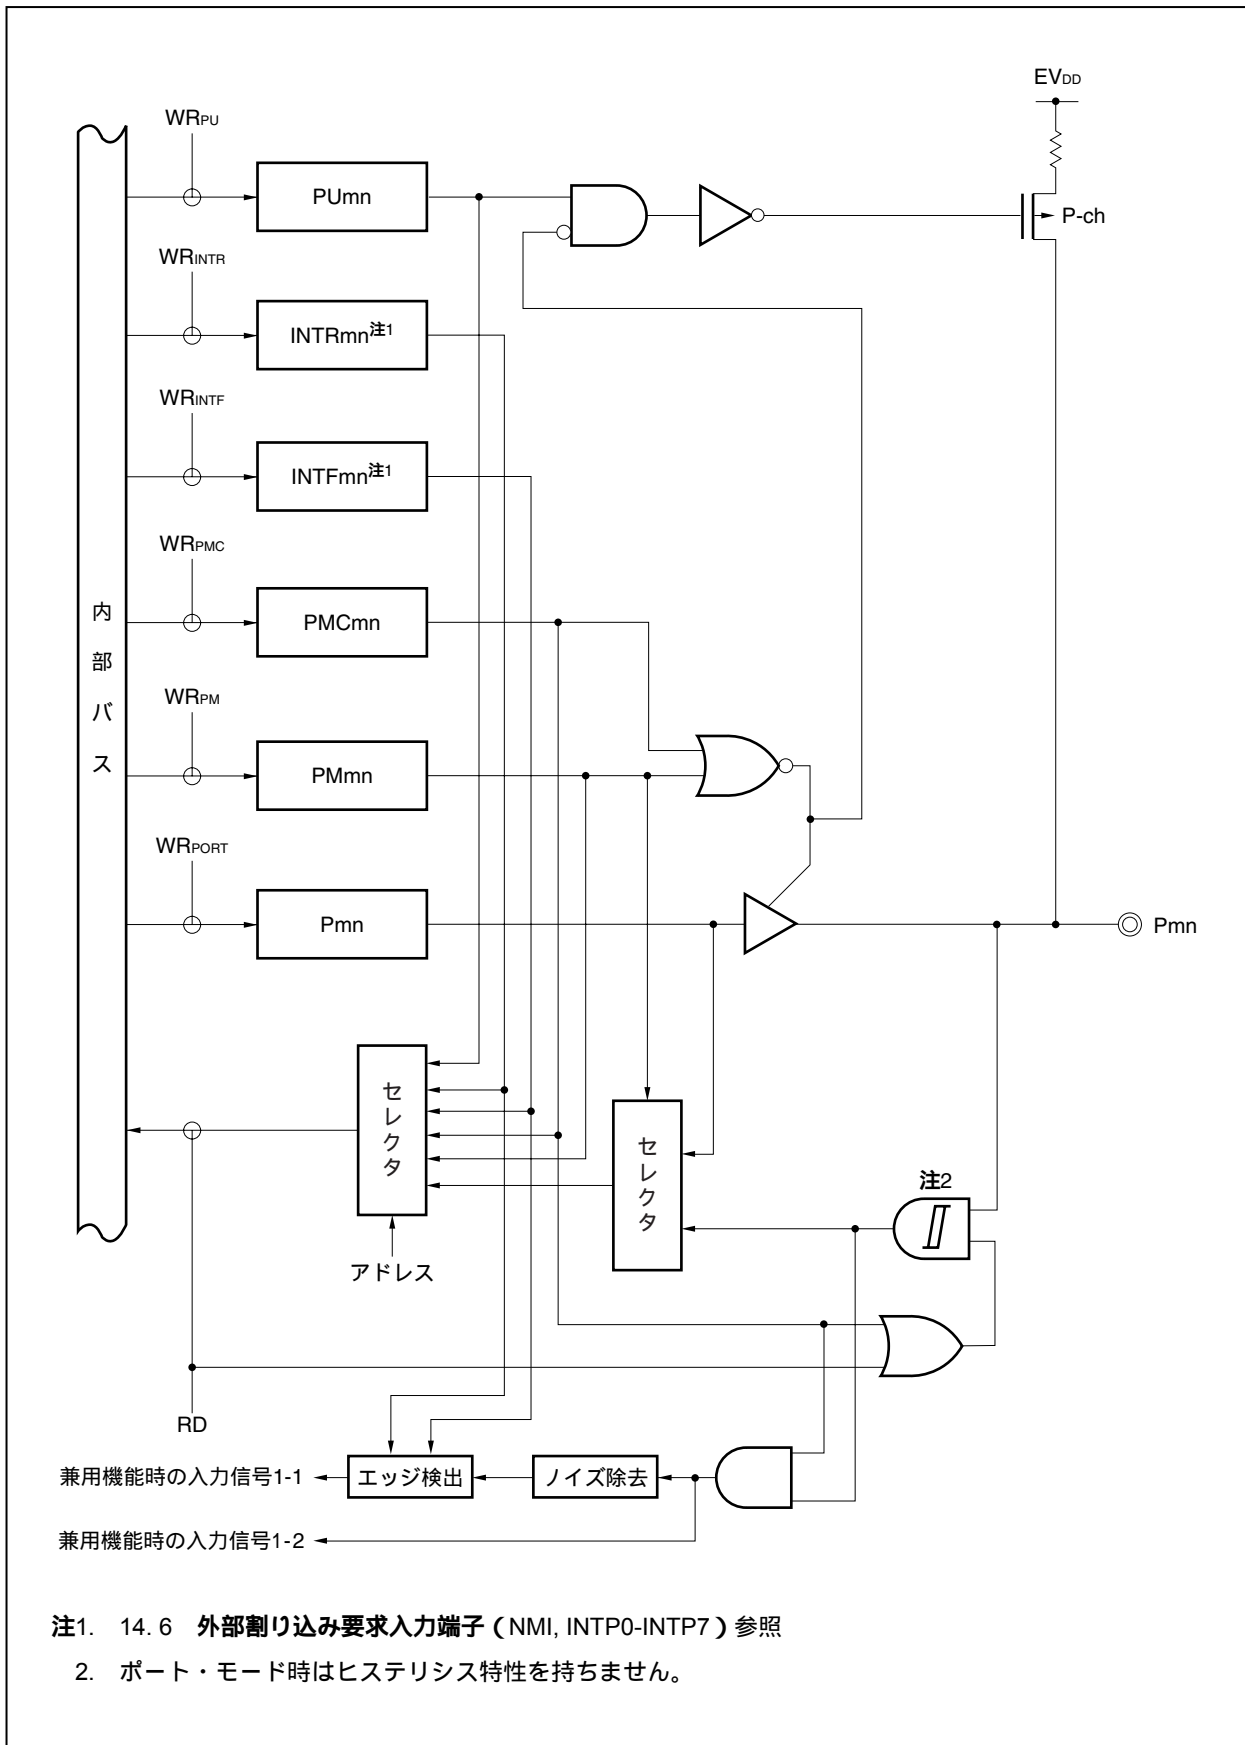 EVDD
WRPU
PUmn
P-ch
WRINTR
INTRmn注1
WRINTF
INTFmn注1
WRPMC
PMCmn
内部バス
WRPM
PMmn
WRPORT
Pmn
Pmn
セレクタ
セレクタ
注2
アドレス
RD
兼用機能時の入力信号1-1
エッジ検出
ノイズ除去
兼用機能時の入力信号1-2
注1. 14. 6 外部割り込み要求入力端子（NMI, INTP0-INTP7）参照
2. ポート・モード時はヒステリシス特性を持ちません。